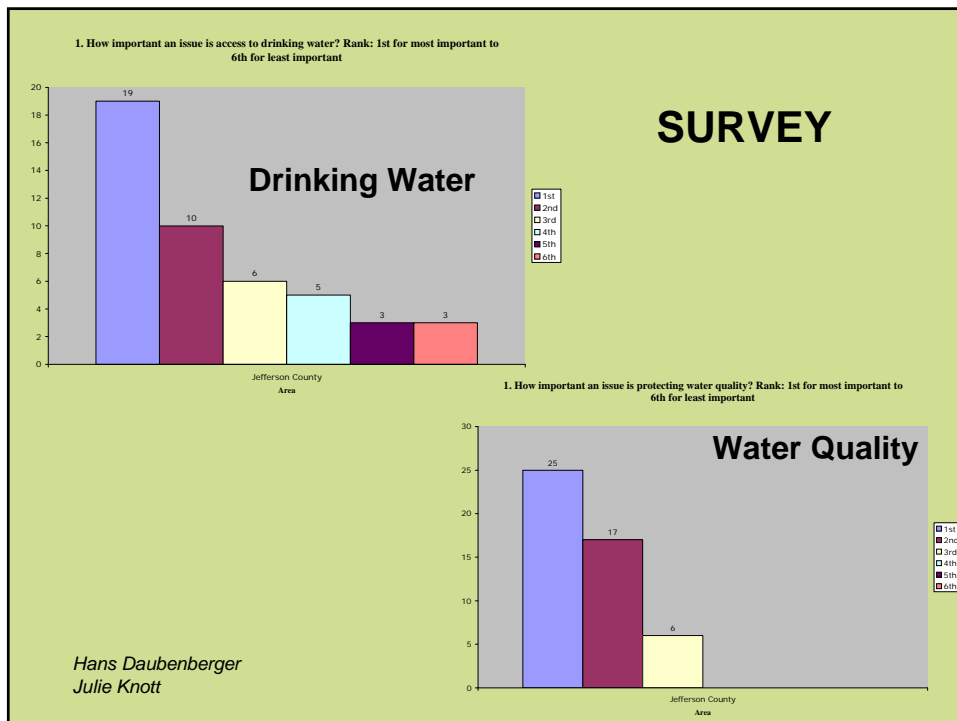 1. How important an issue is access to drinking water? Rank: 1st for most important to
6th for least important
SURVEY
Drinking Water
20
18
16
14
12
10
8
6
4
2
0
19
10
6
5
3
3
1st
2nd
3rd
4th
5th
6th
Jefferson County
Area
1. How important an issue is protecting water quality? Rank: 1st for most important to
6th for least important
Water Quality
30
25
20
15
10
5
0
25
17
6
1st
2nd
3rd
4th
5th
6th
Jefferson County
Area
Hans Daubenberger
Julie Knott